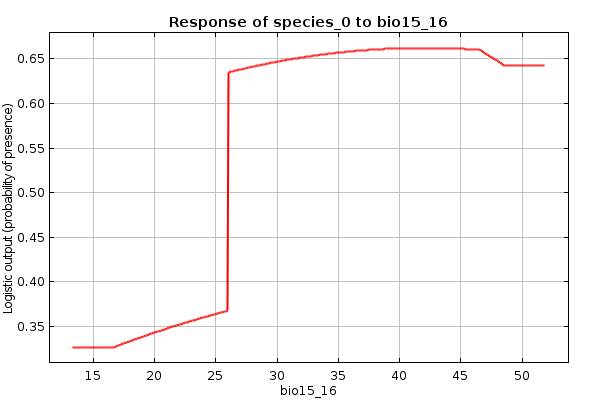 Response of species_0 to bio15_16
Logistic output (probability of presence)
0.65
0.60
0.55
0.50
0.45
0.40
0.35
15 20 25 30 35 40 45 50
bio15_16